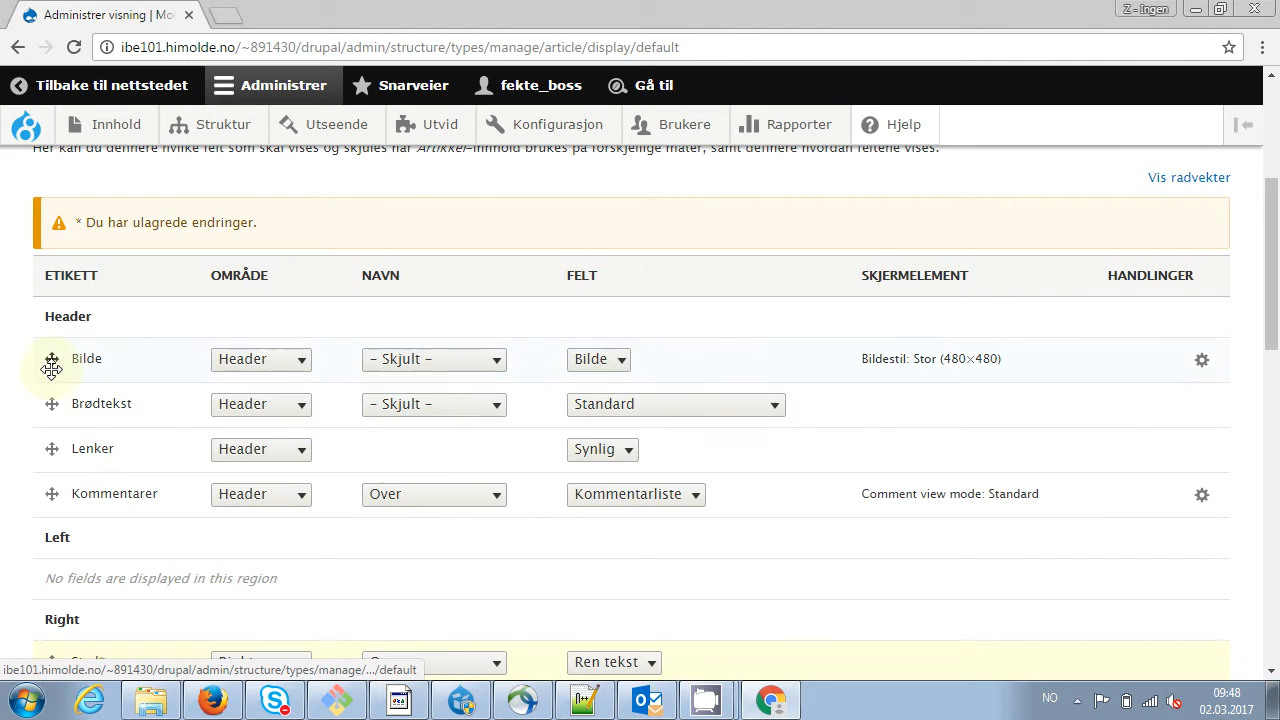 Administrer visning | Mo
Z - Ingen
ibe101.himolde.no/~891430/drupal/admin/structure/types/manage/article/display/default
Tilbake til nettstedet
Administrer
Snarveier
fekte_boss
Gå til
Innhold
Struktur
Utseende
Utvid
Konfigurasjon
Brukere
Rapporter
Hjelp
Her kan du definere hvilke felt som skal vises og skjules når Artikkel-innhold brukes på forskjellige måter, samt definere hvordan feltene vises.
Vis radvekter
* Du har ulagrede endringer.
ETIKETT OMRÅDE NAVN FELT SKJERMELEMENT HANDLINGER
Header
Bilde Header - Skjult - Bilde Bildestil: Stor (480×480)
Brødtekst Header - Skjult - Standard
Lenker Header Synlig
Kommentarer Header Over Kommentarliste Comment view mode: Standard
Left
No fields are displayed in this region
Right
Ren tekst
ibe101.himolde.no/~891430/drupal/admin/structure/types/manage/.../default
NO
09:48
02.03.2017